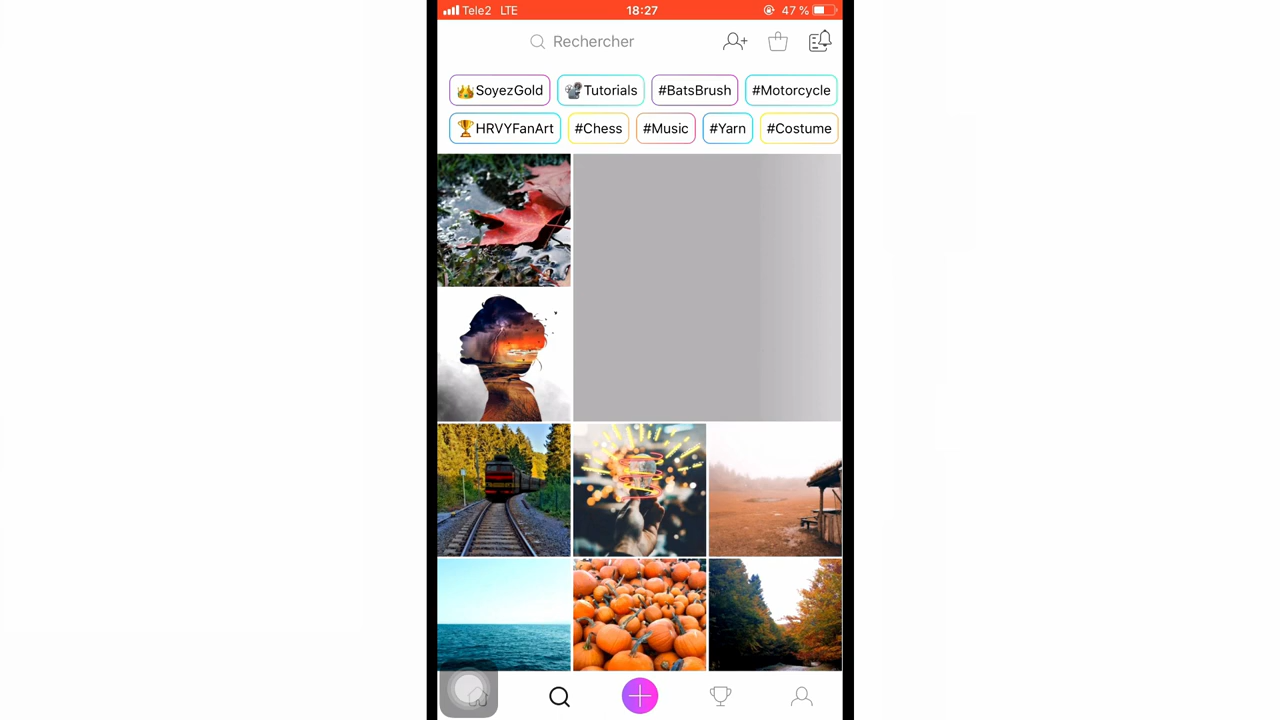 Tele2 LTE 18:27 47 %
Rechercher
SoyezGold Tutorials #BatsBrush #Motorcycle
HRVYFanArt #Chess #Music #Yarn #Costume